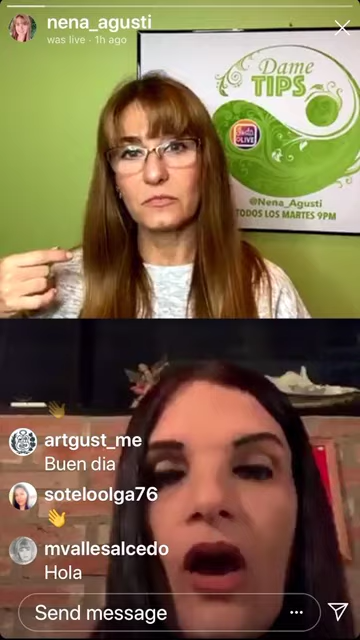 nena_agusti
was live · 1h ago
Dame
TIPS
Insta
LIVE
@Nena_Agusti
TODOS LOS MARTES 9PM
artgust_me
Buen dia
soteloolga76
👋
mvallesalcedo
Hola
Send message